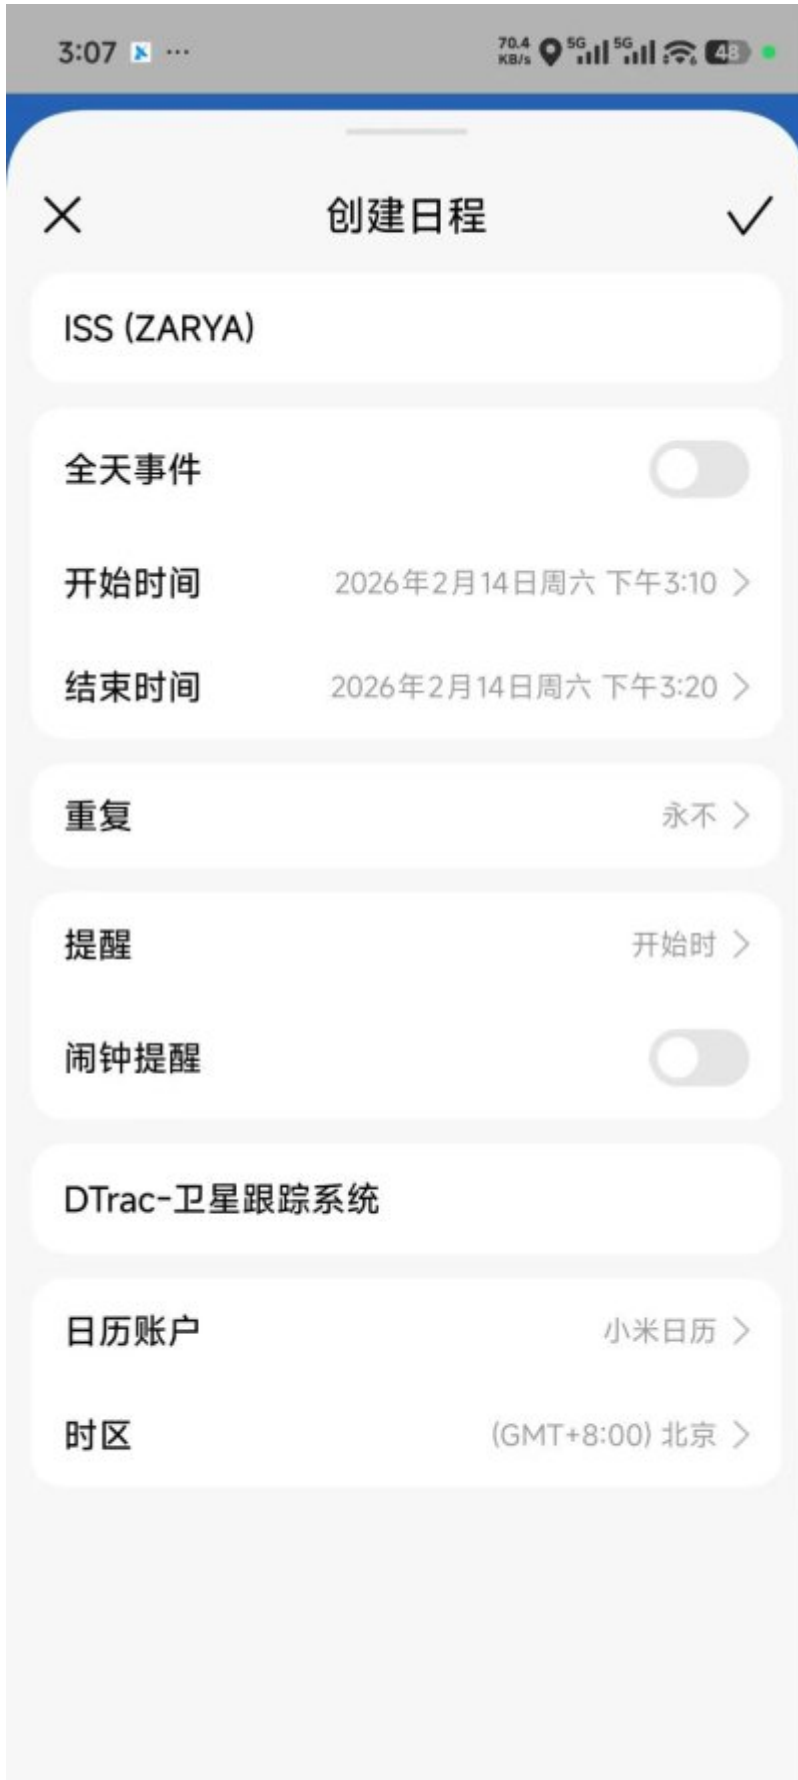 3:07 ... 70.4 KB/s 5G 5G 48
创建日程
ISS (ZARYA)
全天事件
开始时间 2026年2月14日周六 下午3:10
结束时间 2026年2月14日周六 下午3:20
重复 永不
提醒 开始时
闹钟提醒
DTrac-卫星跟踪系统
日历账户 小米日历
时区 (GMT+8:00) 北京